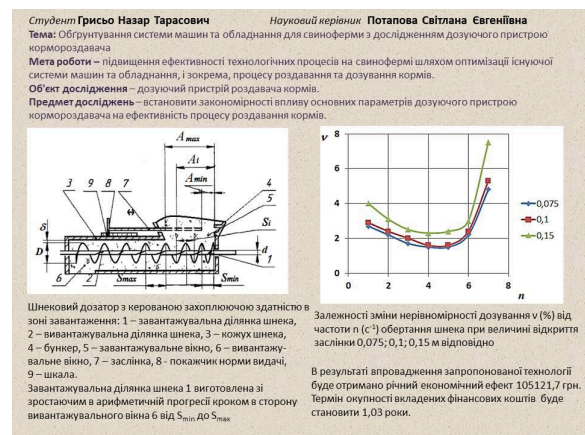 Студент Грисьо Назар Тарасович Науковий керівник Потапова Світлана Євгеніївна
Тема: Обґрунтування системи машин та обладнання для свиноферми з дослідженням дозуючого пристрою
кормороздавача
Мета роботи – підвищення ефективності технологічних процесів на свинофермі шляхом оптимізації існуючої
системи машин та обладнання, і зокрема, процесу роздавання та дозування кормів.
Об'єкт дослідження – дозуючий пристрій роздавача кормів.
Предмет досліджень – встановити закономірності впливу основних параметрів дозуючого пристрою
кормороздавача на ефективність процесу роздавання кормів.
A max
Ai
A min
3 9 8 7 4
5
δ
D
Si
d
1
6 2 Smax Smin
ν
8
6
4
2
0
0 2 4 6 8
n
0,075
0,1
0,15
Шнековий дозатор з керованою захоплюючою здатністю в
зоні завантаження: 1 – завантажувальна ділянка шнека,
2 – вивантажувальна ділянка шнека, 3 – кожух шнека,
4 – бункер, 5 – завантажувальне вікно, 6 – вивантажу-
вальне вікно, 7 – заслінка, 8 - покажчик норми видачі,
9 – шкала.
Завантажувальна ділянка шнека 1 виготовлена зі
зростаючим в арифметичній прогресії кроком в сторону
вивантажувального вікна 6 від Smin до Smax
Залежності зміни нерівномірності дозування ν (%) від
частоти n (с-1) обертання шнека при величині відкриття
заслінки 0,075; 0,1; 0,15 м відповідно
В результаті впровадження запропонованої технології
буде отримано річний економічний ефект 105121,7 грн.
Термін окупності вкладених фінансових коштів буде
становити 1,03 роки.